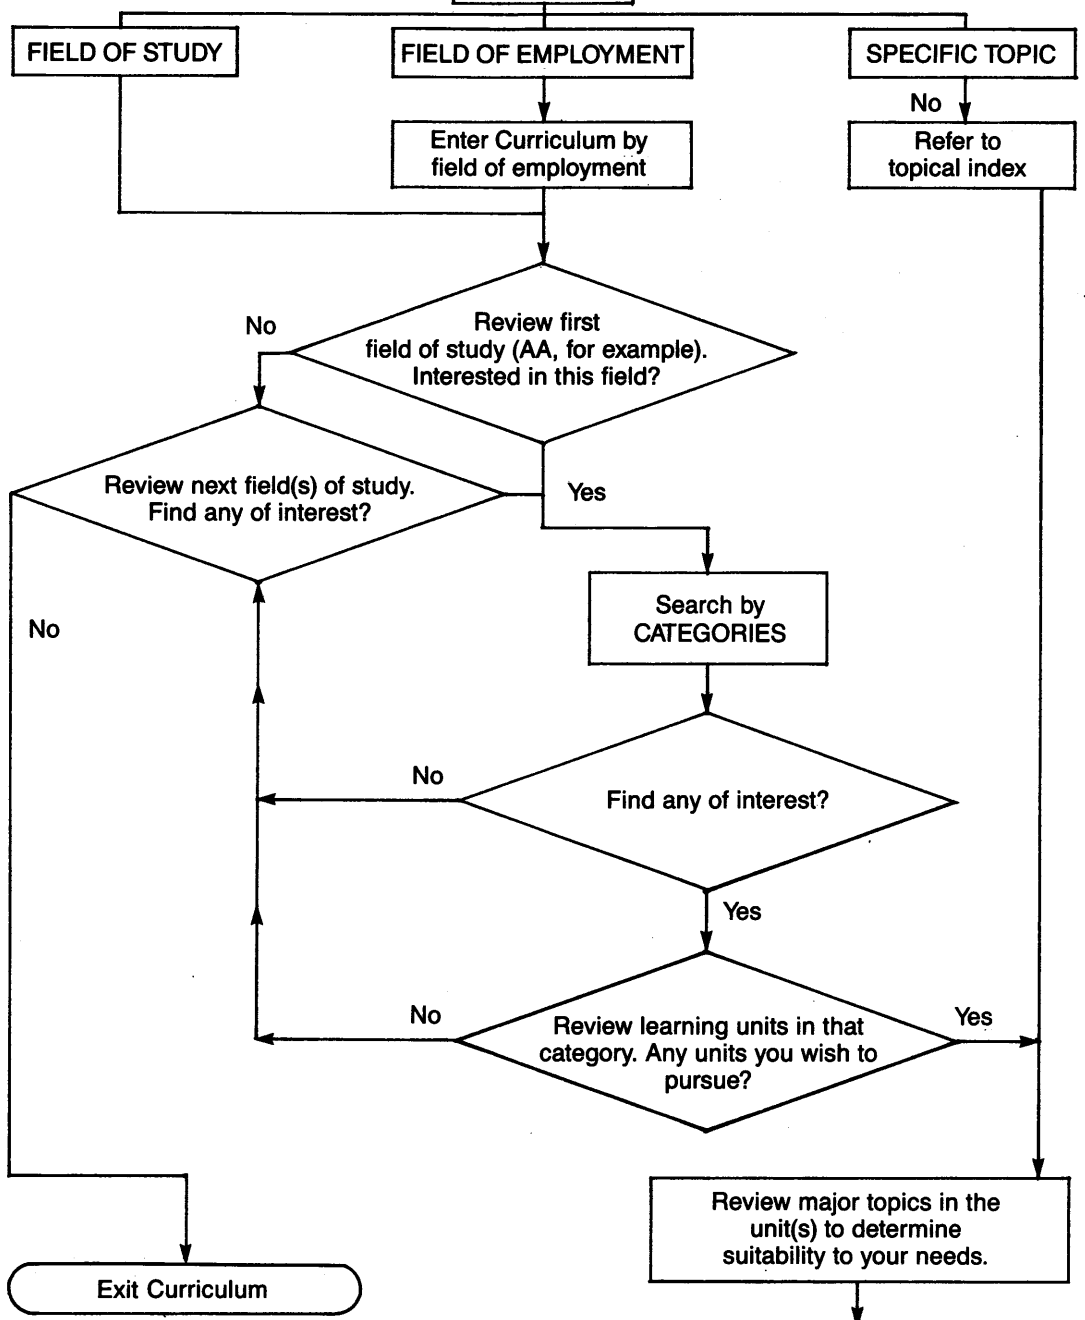 FIELD OF STUDY
FIELD OF EMPLOYMENT
SPECIFIC TOPIC
No
Enter Curriculum by
field of employment
Refer to
topical index
No
Review first
field of study (AA, for example).
Interested in this field?
Review next field(s) of study.
Find any of interest?
Yes
No
Search by
CATEGORIES
No
Find any of interest?
Yes
No
Review learning units in that
category. Any units you wish to
pursue?
Yes
Review major topics in the
unit(s) to determine
suitability to your needs.
Exit Curriculum